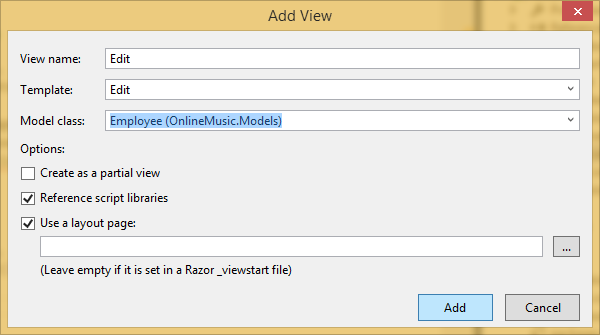 Add View
View name: Edit
Template: Edit
Model class: Employee (OnlineMusic.Models)
Options:
Create as a partial view
Reference script libraries
Use a layout page:
...
(Leave empty if it is set in a Razor _viewstart file)
Add Cancel